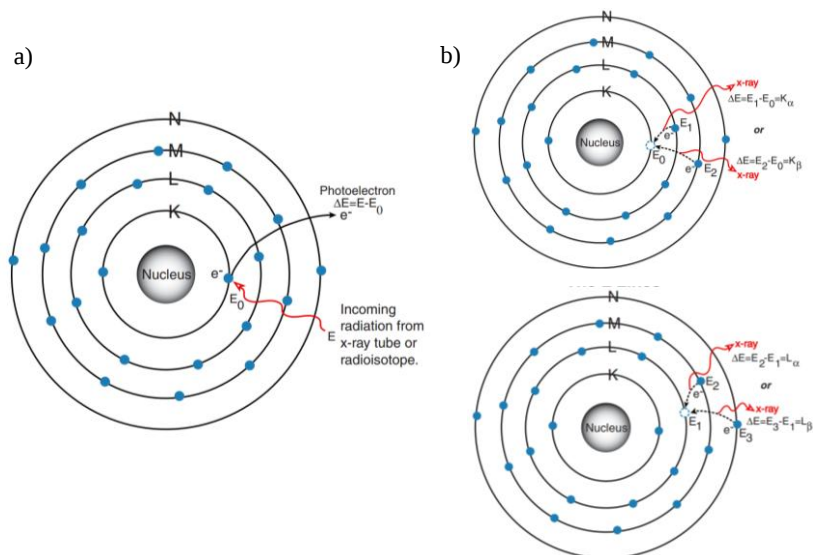 a)
N
M
L
K
Nucleus
Photoelectron
ΔE=E-E₀
e⁻
e⁻
E₀
E
Incoming
radiation from
x-ray tube or
radioisotope.
b)
N
M
L
K
Nucleus
x-ray
ΔE=E₁-E₀=Kα
or
e⁻
E₁
E₀
e⁻
E₂
ΔE=E₂-E₀=Kβ
x-ray
N
M
L
K
Nucleus
x-ray
ΔE=E₂-E₁=Lα
or
E₂
e⁻
x-ray
E₁
e⁻
E₃
ΔE=E₃-E₁=Lβ